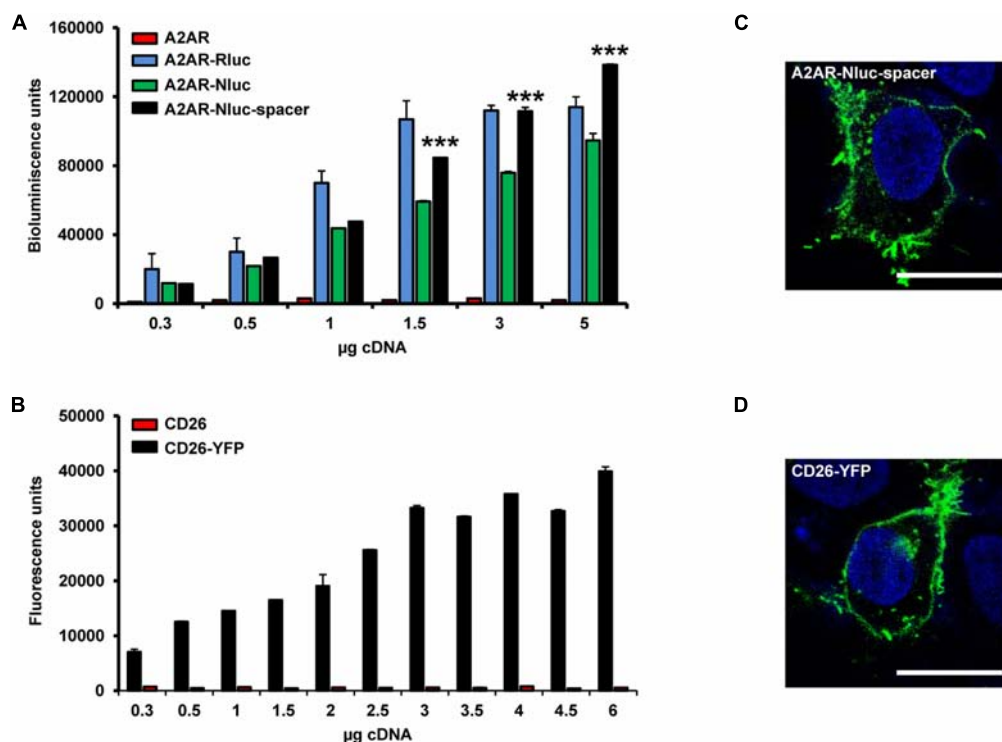 A
Bioluminiscence units
160000
120000
80000
40000
0
A2AR
A2AR-Rluc
A2AR-Nluc
A2AR-Nluc-spacer
***
***
***
0.3 0.5 1 1.5 3 5
µg cDNA
B
Fluorescence units
50000
40000
30000
20000
10000
0
CD26
CD26-YFP
0.3 0.5 1 1.5 2 2.5 3 3.5 4 4.5 6
µg cDNA
C
A2AR-Nluc-spacer
D
CD26-YFP